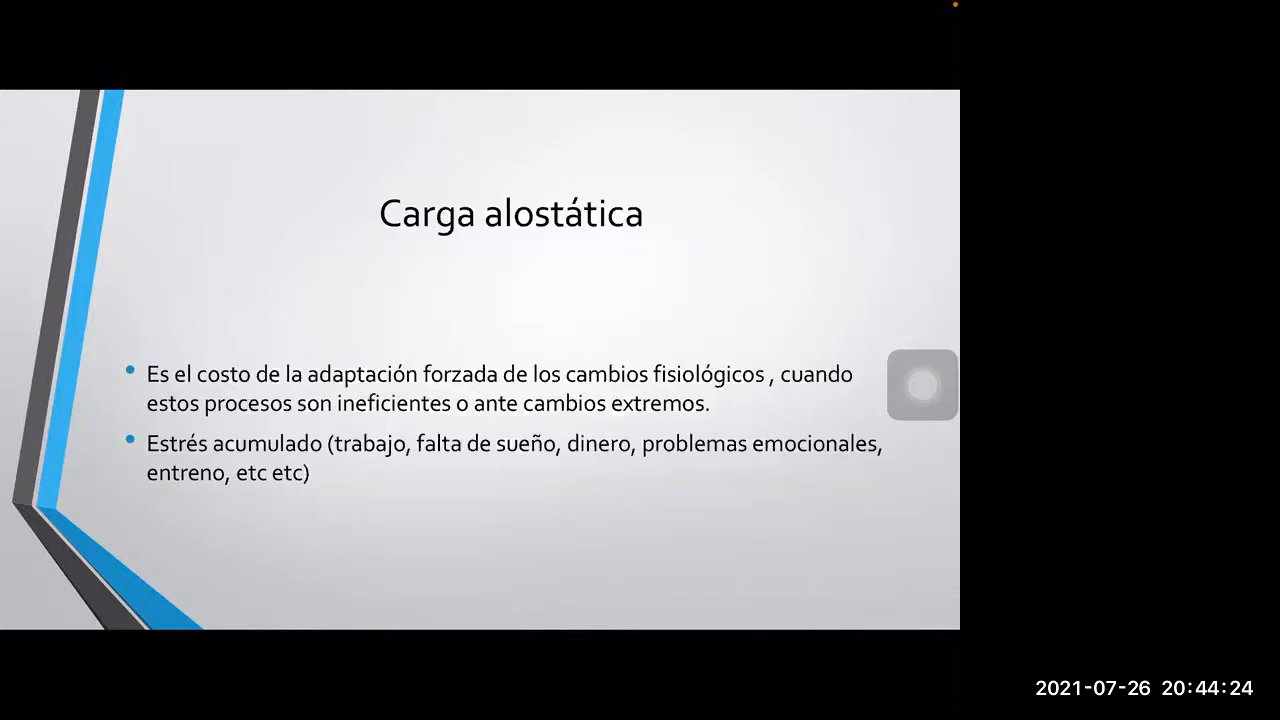 Carga alostática
• Es el costo de la adaptación forzada de los cambios fisiológicos , cuando
estos procesos son ineficientes o ante cambios extremos.
• Estrés acumulado (trabajo, falta de sueño, dinero, problemas emocionales,
entreno, etc etc)
2021-07-26 20:44:24